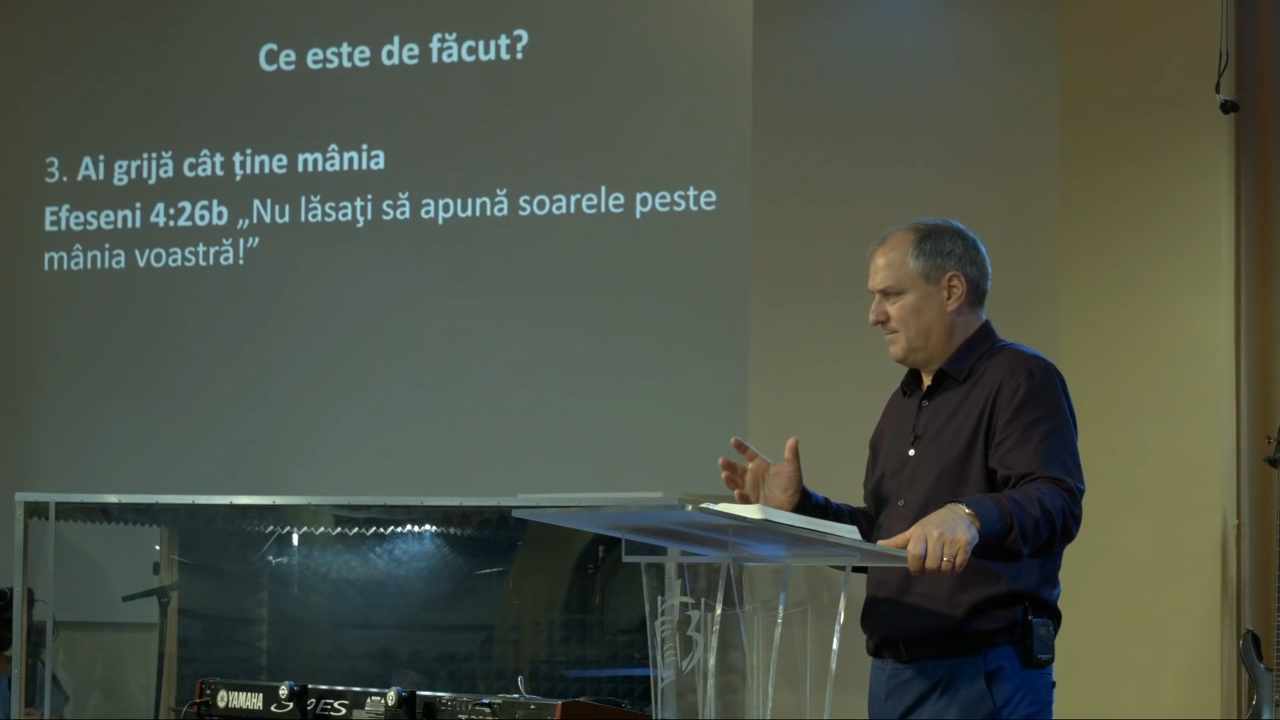 Ce este de făcut?
3. Ai grijă cât ține mânia
Efeseni 4:26b „Nu lăsaţi să apună soarele peste
mânia voastră!”
YAMAHA